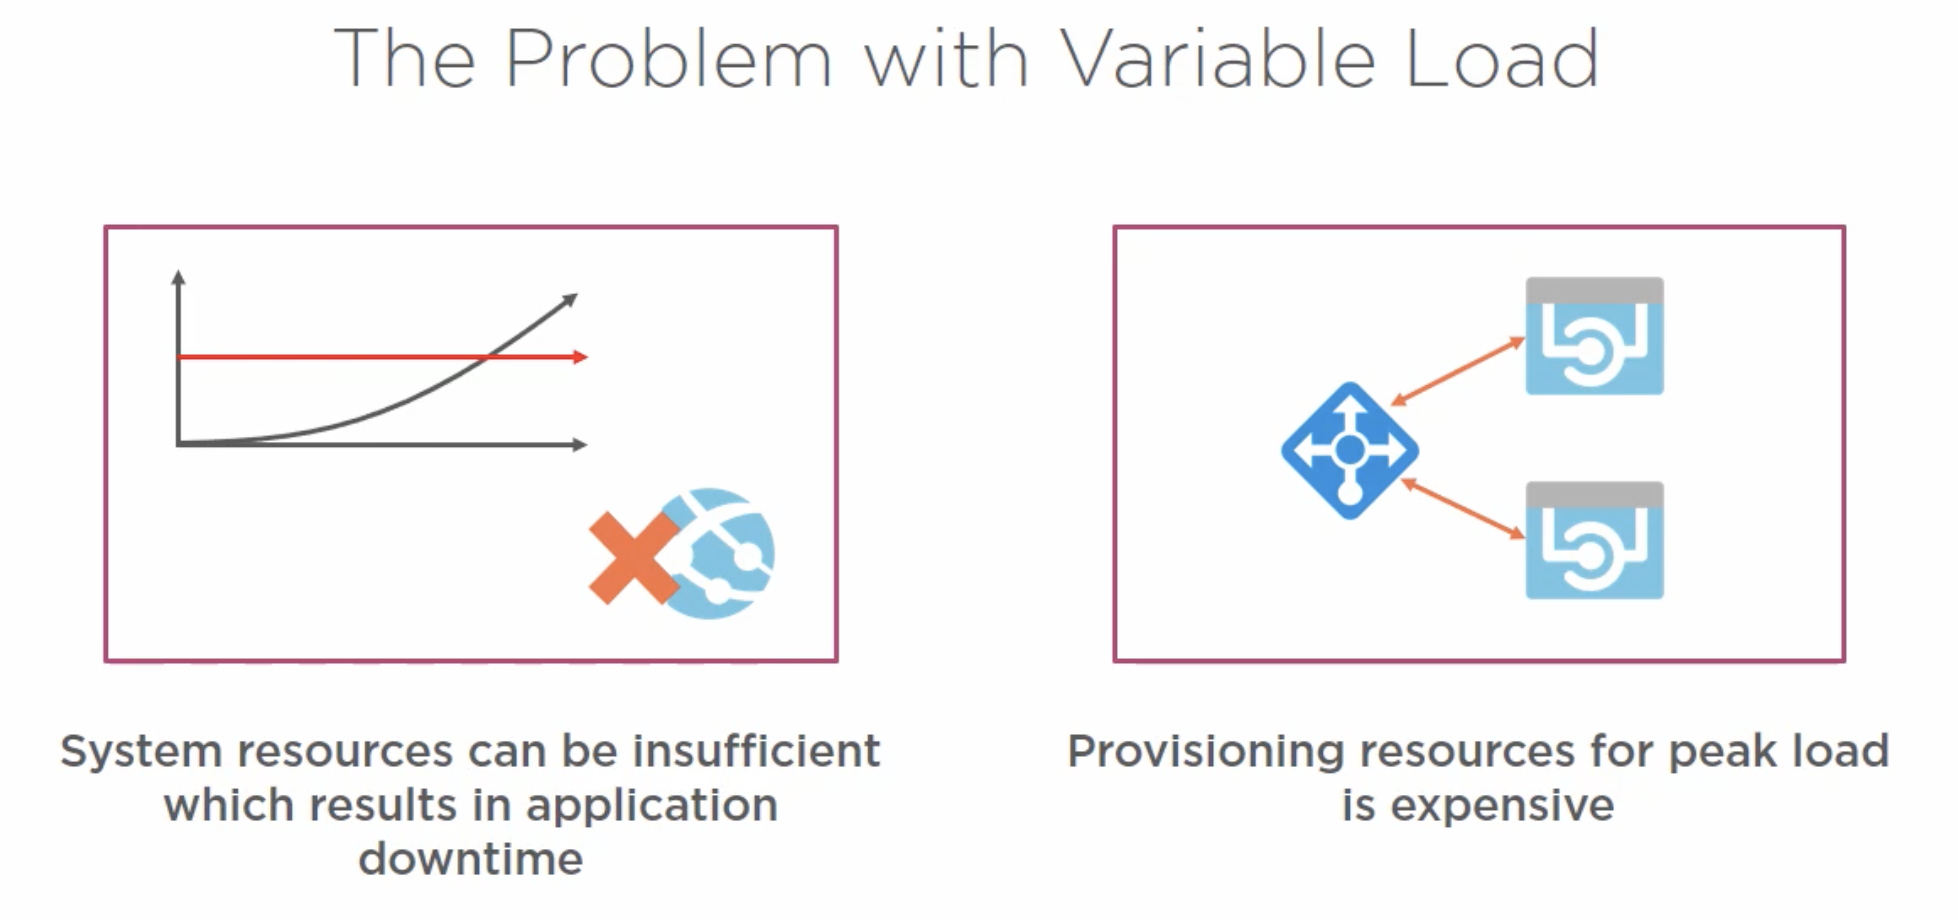 The Problem with Variable Load
System resources can be insufficient
which results in application
downtime
Provisioning resources for peak load
is expensive